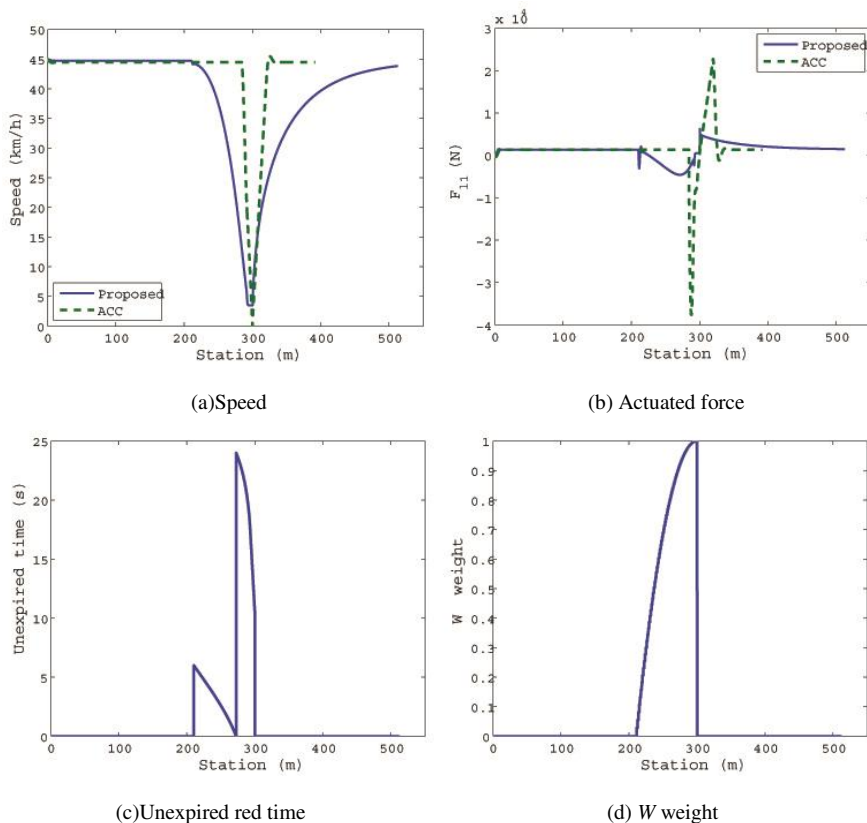 50
45
40
35
30
25
20
15
10
5
0
Speed (km/h)
Proposed
ACC
0 100 200 300 400 500
Station (m)
(a)Speed
x 10⁴
3
2
1
0
-1
-2
-3
-4
F₁₁ (N)
Proposed
ACC
0 100 200 300 400 500
Station (m)
(b) Actuated force
25
20
15
10
5
0
Unexpired time (s)
0 100 200 300 400 500
Station (m)
(c)Unexpired red time
1
0.9
0.8
0.7
0.6
0.5
0.4
0.3
0.2
0.1
0
W weight
0 100 200 300 400 500
Station (m)
(d) W weight